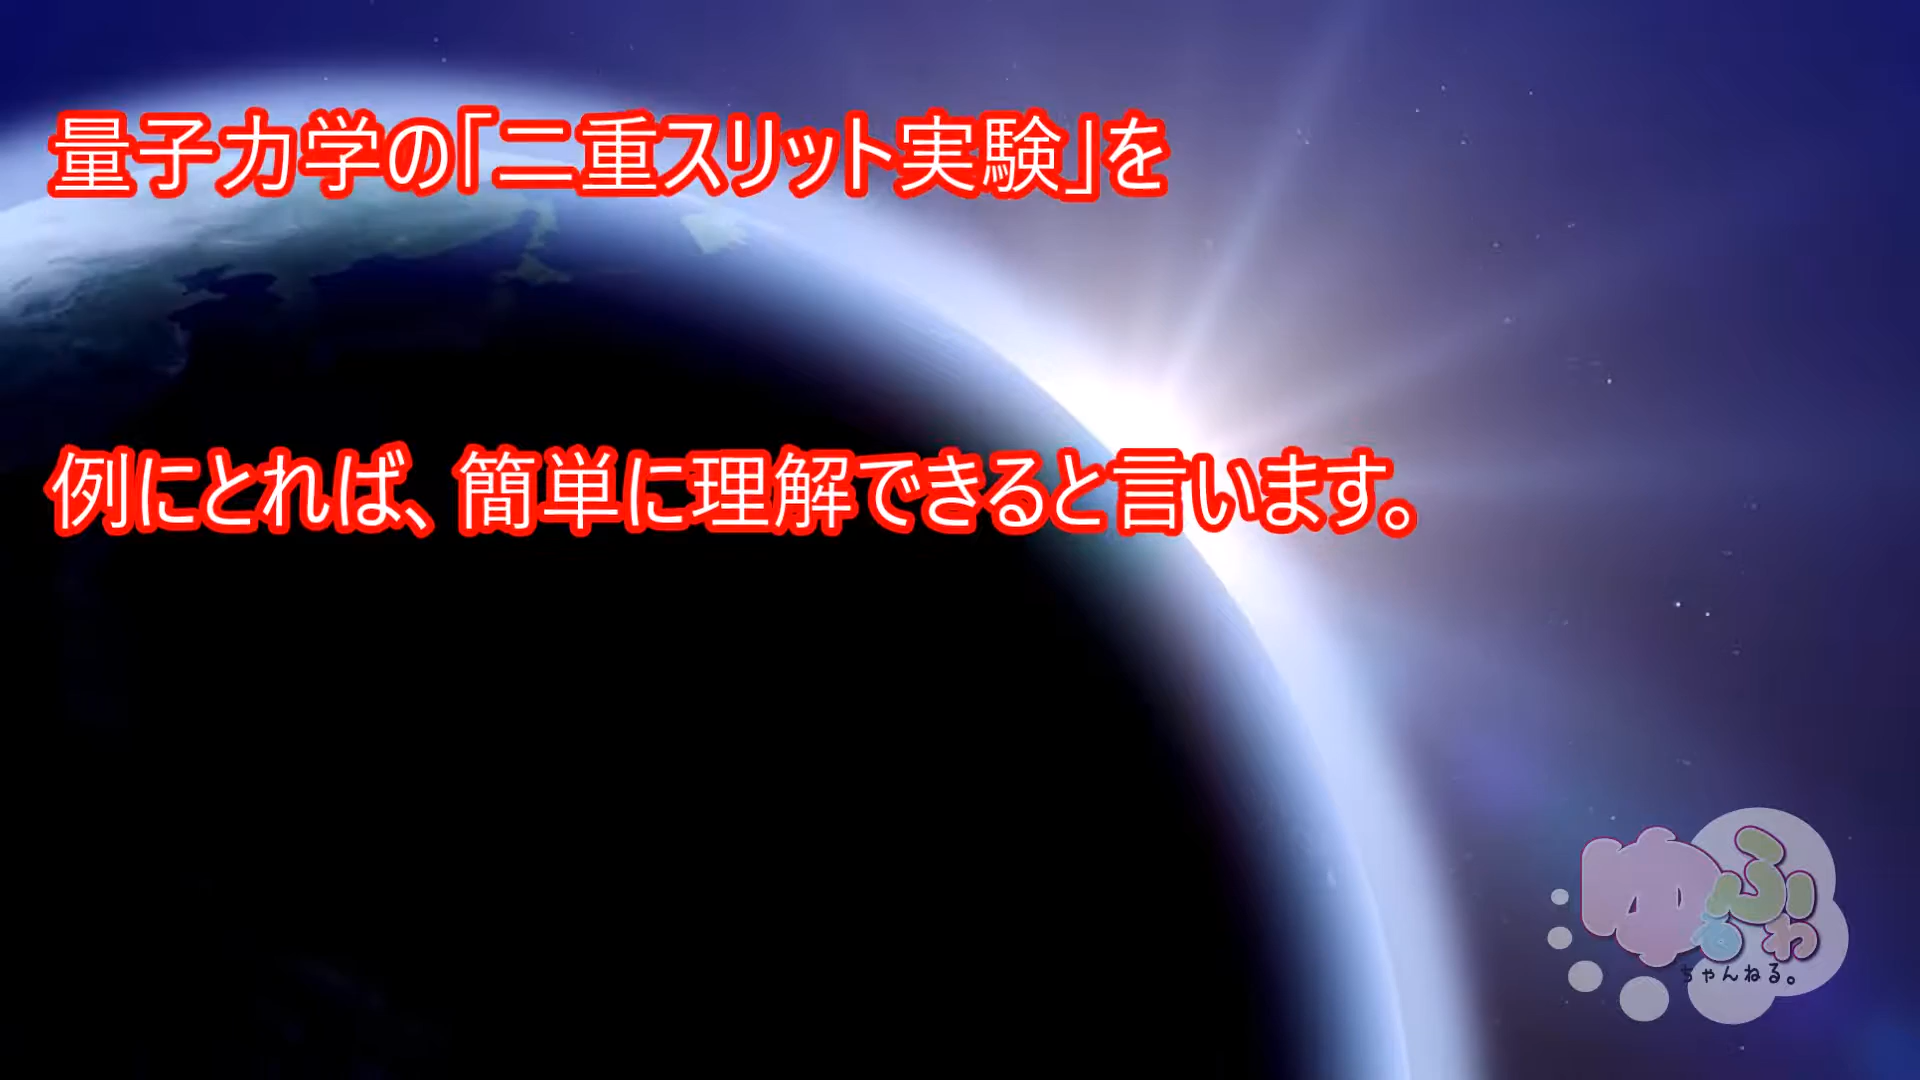 量子力学の「二重スリット実験」を
例にとれば、簡単に理解できると言います。
ゆるふわ
ちゃんねる。